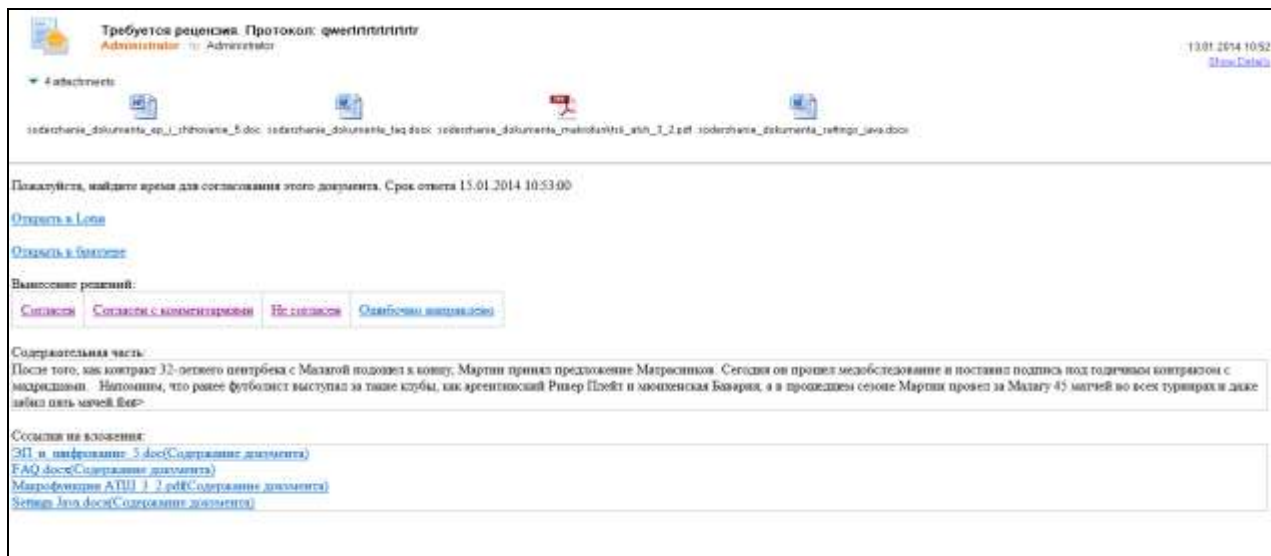 Требуется рецензия. Протокол: qwertrtrtrtrtrtr
Administrator to Administrator
13.01.2014 10:52
Show Details
4 attachments
soderzhanie_dokumenta_ep_i_shifrovanie_5.doc soderzhanie_dokumenta_faq.docx soderzhanie_dokumenta_makrofunktsii_atsh_3_2.pdf soderzhanie_dokumenta_settings_java.docx
Пожалуйста, найдите время для согласования этого документа. Срок ответа 15.01.2014 10:53:00
Открыть в Lotus
Открыть в браузере
Вынесение решений:
Согласен Согласен с комментариями Не согласен Ошибочно направлено
Содержательная часть:
После того, как контракт 32-летнего центрбека с Малагой подошел к концу, Мартин принял предложение Матрасников. Сегодня он прошел медобследование и поставил подпись под годичным контрактом с
мадридцами. Напомним, что ранее футболист выступал за такие клубы, как аргентинский Ривер Плейт и мюнхенская Бавария, а в прошедшем сезоне Мартин провел за Малагу 45 матчей во всех турнирах и даже
забил пять мячей.
Ссылки на вложения:
ЭП_и_шифрование_5.doc(Содержание документа)
FAQ.docx(Содержание документа)
Макрофункции АТШ_3_2.pdf(Содержание документа)
Settings Java.docx(Содержание документа)